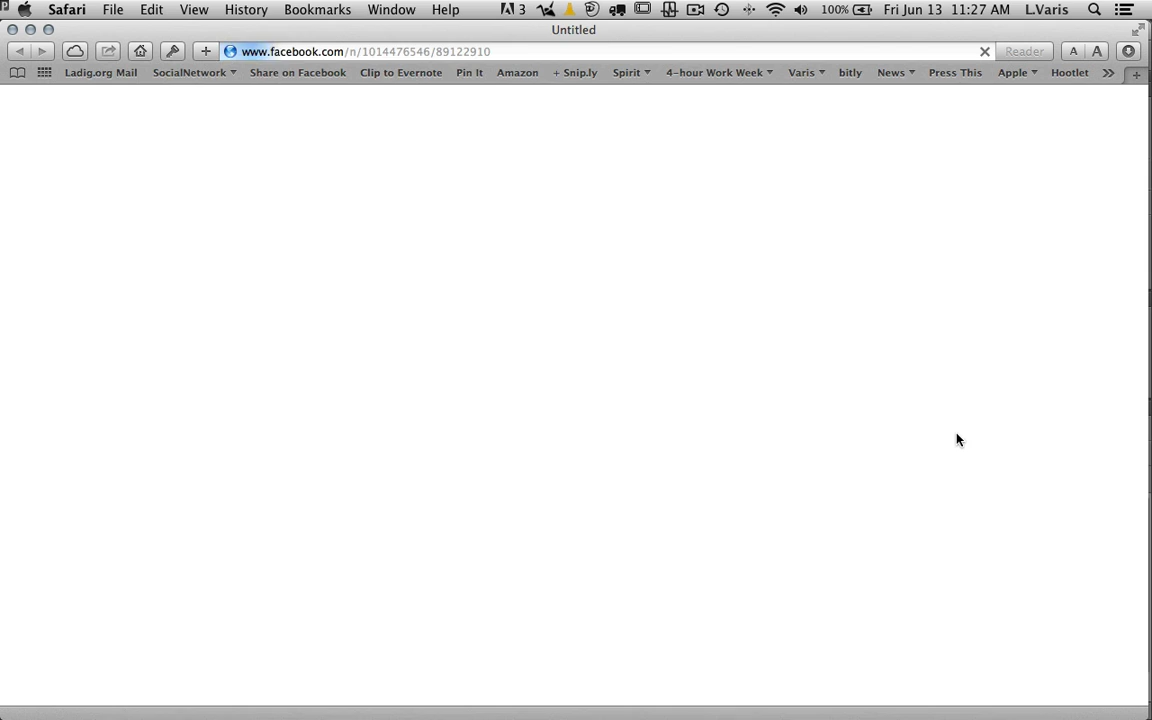 Safari File Edit View History Bookmarks Window Help 3 100% Fri Jun 13 11:27 AM L.Varis
Untitled
www.facebook.com/n/1014476546/89122910 Reader A A
Ladig.org Mail SocialNetwork Share on Facebook Clip to Evernote Pin It Amazon + Snip.ly Spirit 4-hour Work Week Varis bitly News Press This Apple Hootlet